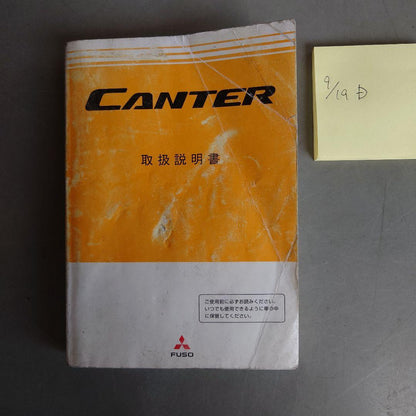 CANTER
取扱説明書
9/19 D
ご使用前に必ずお読みください。
いつでも使用できるように車の中
に保管してください。
FUSO